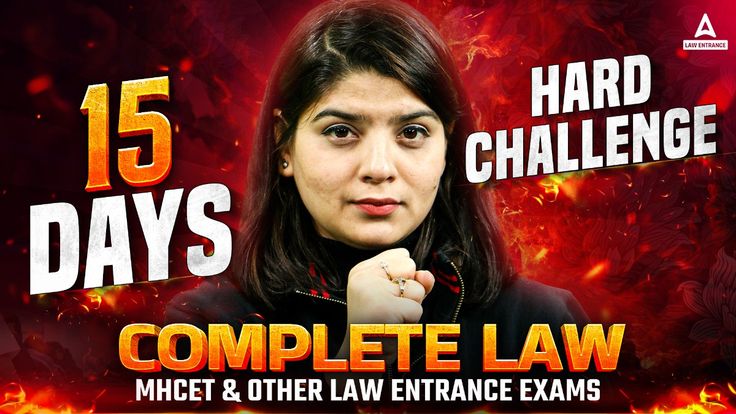 A
LAW ENTRANCE
15
DAYS
HARD
CHALLENGE
COMPLETE LAW
MHCET & OTHER LAW ENTRANCE EXAMS